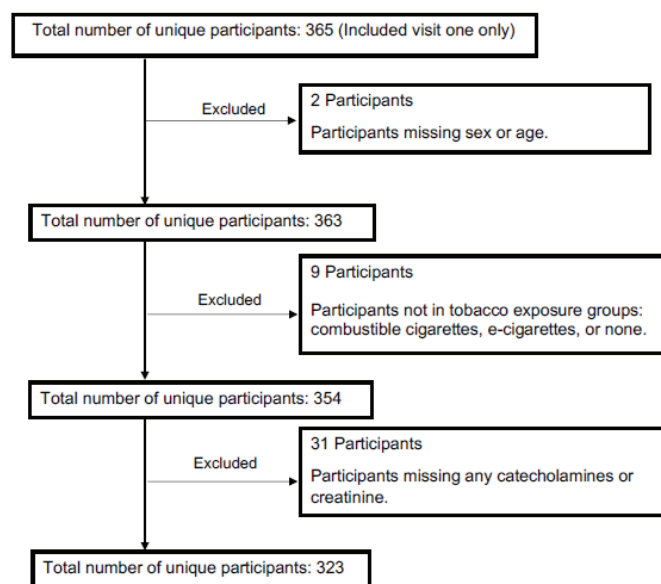 Total number of unique participants: 365 (Included visit one only)
Excluded
2 Participants
Participants missing sex or age.
Total number of unique participants: 363
Excluded
9 Participants
Participants not in tobacco exposure groups:
combustible cigarettes, e-cigarettes, or none.
Total number of unique participants: 354
Excluded
31 Participants
Participants missing any catecholamines or
creatinine.
Total number of unique participants: 323